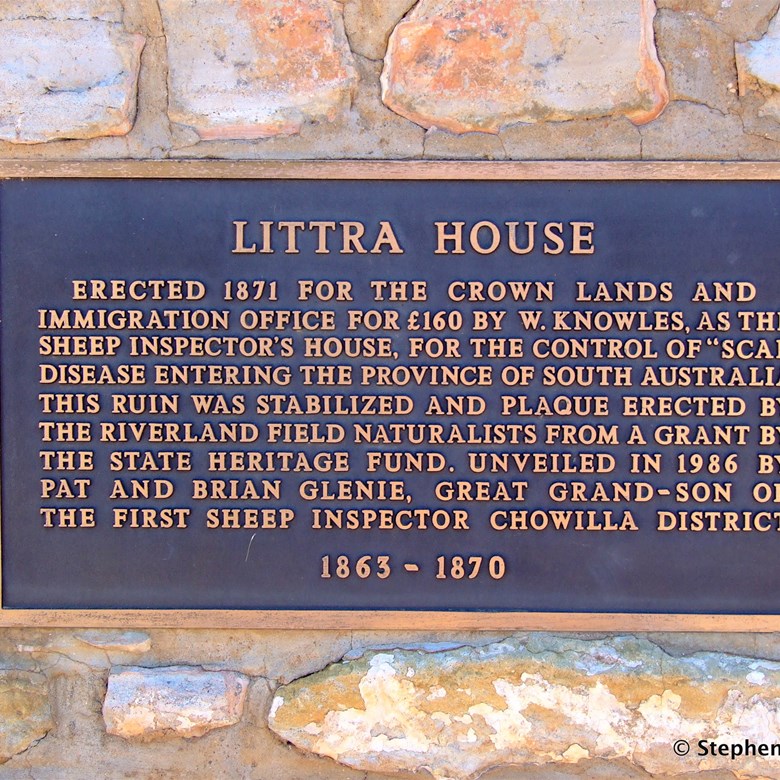 LITTRA HOUSE
ERECTED 1871 FOR THE CROWN LANDS AND
IMMIGRATION OFFICE FOR £160 BY W. KNOWLES, AS TH
SHEEP INSPECTOR'S HOUSE, FOR THE CONTROL OF "SCA
DISEASE ENTERING THE PROVINCE OF SOUTH AUSTRALIA
THIS RUIN WAS STABILIZED AND PLAQUE ERECTED B
THE RIVERLAND FIELD NATURALISTS FROM A GRANT BY
THE STATE HERITAGE FUND. UNVEILED IN 1986 BY
PAT AND BRIAN GLENIE, GREAT GRAND-SON O
THE FIRST SHEEP INSPECTOR CHOWILLA DISTRICT
1863 - 1870
© Stephen